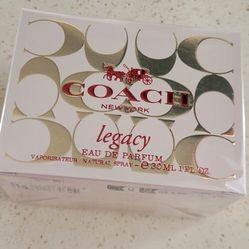 COACH
NEW YORK
legacy
EAU DE PARFUM
VAPORISATEUR · NATURAL SPRAY - e 30 ML 1 FL OZ